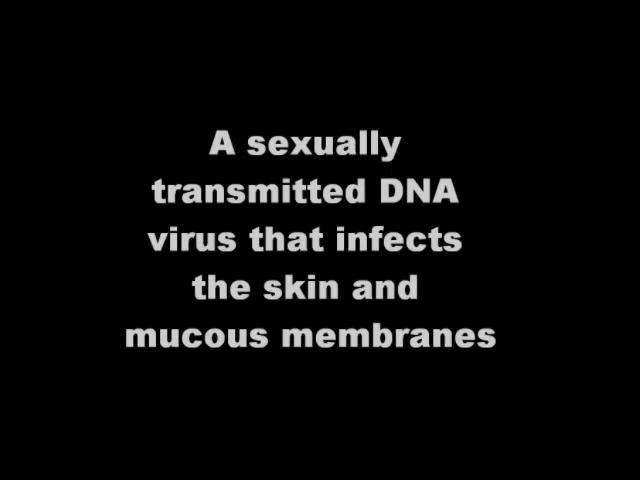 A sexually
transmitted DNA
virus that infects
the skin and
mucous membranes